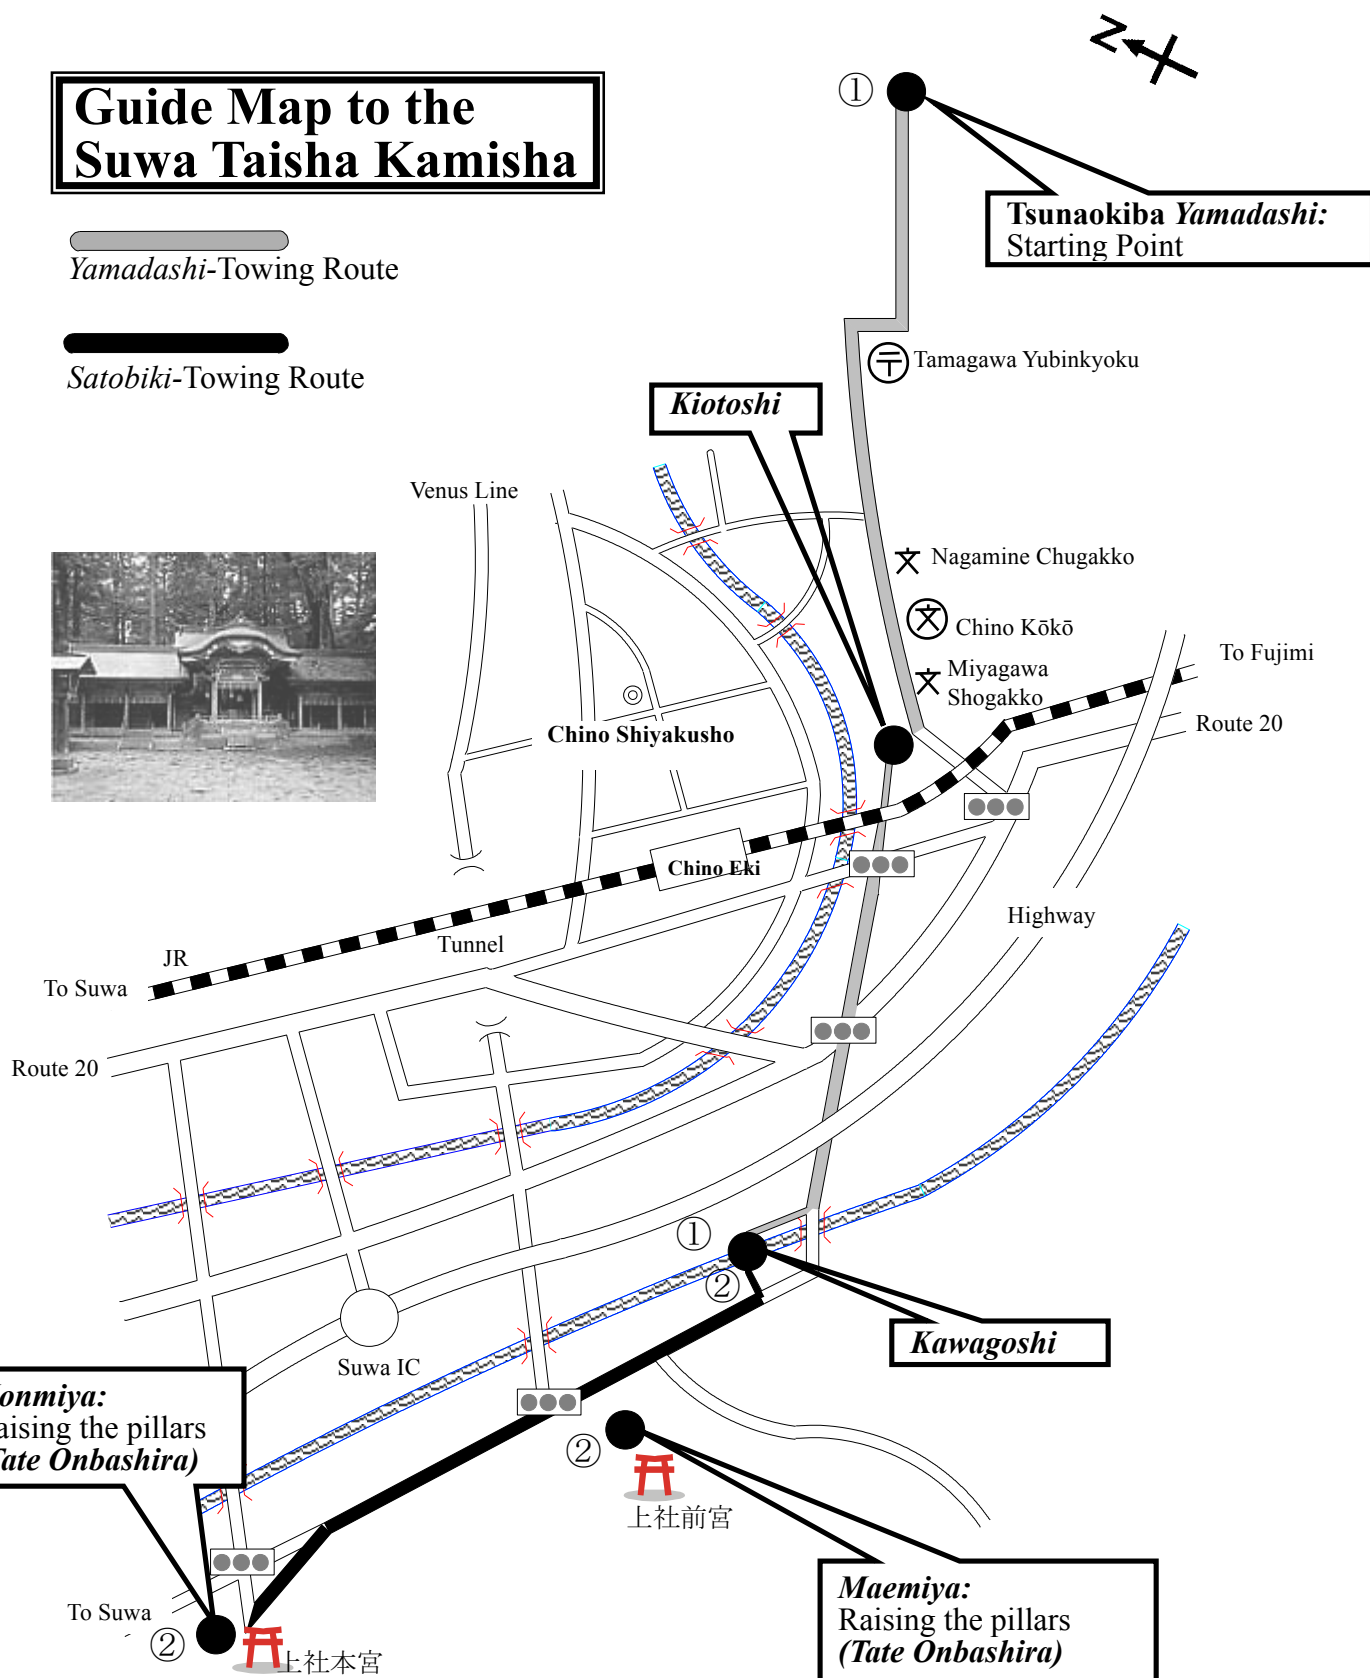 N
Guide Map to the
Suwa Taisha Kamisha
①
Tsunaokiba Yamadashi:
Starting Point
Yamadashi-Towing Route
Satobiki-Towing Route
〒
Tamagawa Yubinkyoku
Kiotoshi
Venus Line
文 Nagamine Chugakko
文 Chino Kōkō
文 Miyagawa
Shogakko
To Fujimi
Route 20
Chino Shiyakusho
Chino Eki
Highway
Tunnel
JR
To Suwa
Route 20
①
②
Kawagoshi
Suwa IC
onmiya:
aising the pillars
Tate Onbashira)
②
上社前宮
Maemiya:
Raising the pillars
(Tate Onbashira)
To Suwa
②
上社本宮